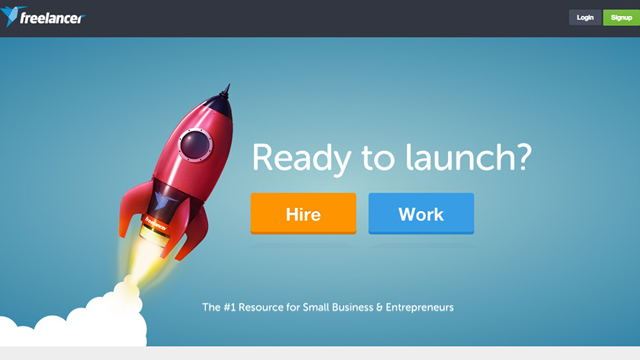 freelancer
Login
Signup
Ready to launch?
Hire
Work
freelancer
The #1 Resource for Small Business & Entrepreneurs